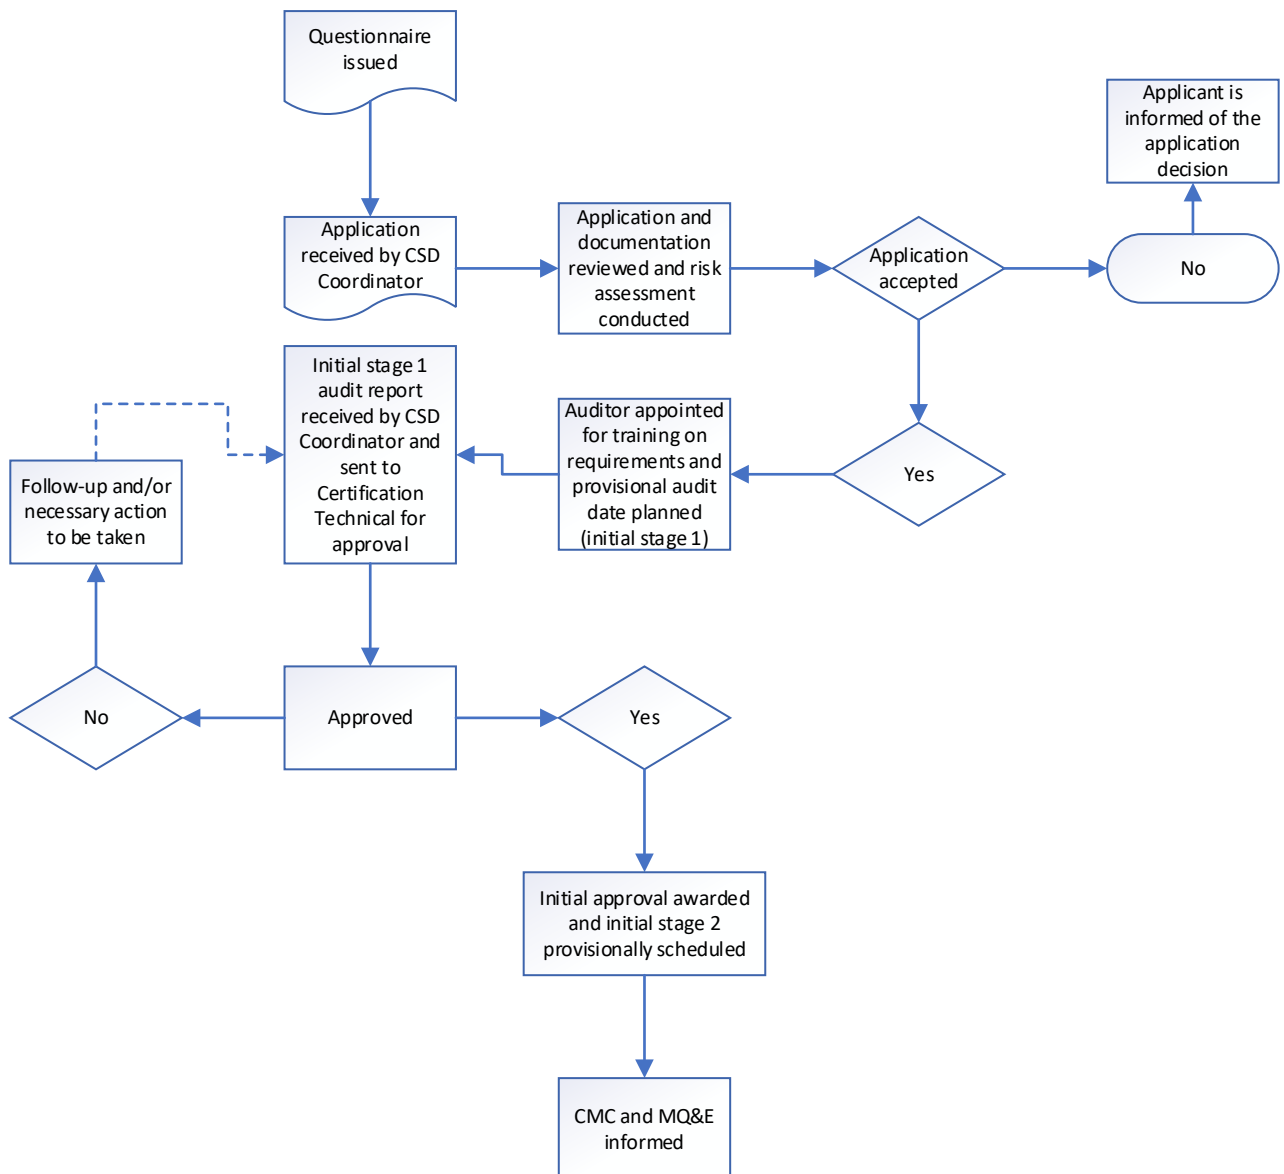 Questionnaire
issued
Applicant is
informed of the
application
decision
Application
received by CSD
Coordinator
Application and
documentation
reviewed and risk
assessment
conducted
Application
accepted
No
Initial stage 1
audit report
received by CSD
Coordinator and
sent to
Certification
Technical for
approval
Auditor appointed
for training on
requirements and
provisional audit
date planned
(initial stage 1)
Yes
Follow-up and/or
necessary action
to be taken
No
Approved
Yes
Initial approval awarded
and initial stage 2
provisionally scheduled
CMC and MQ&E
informed